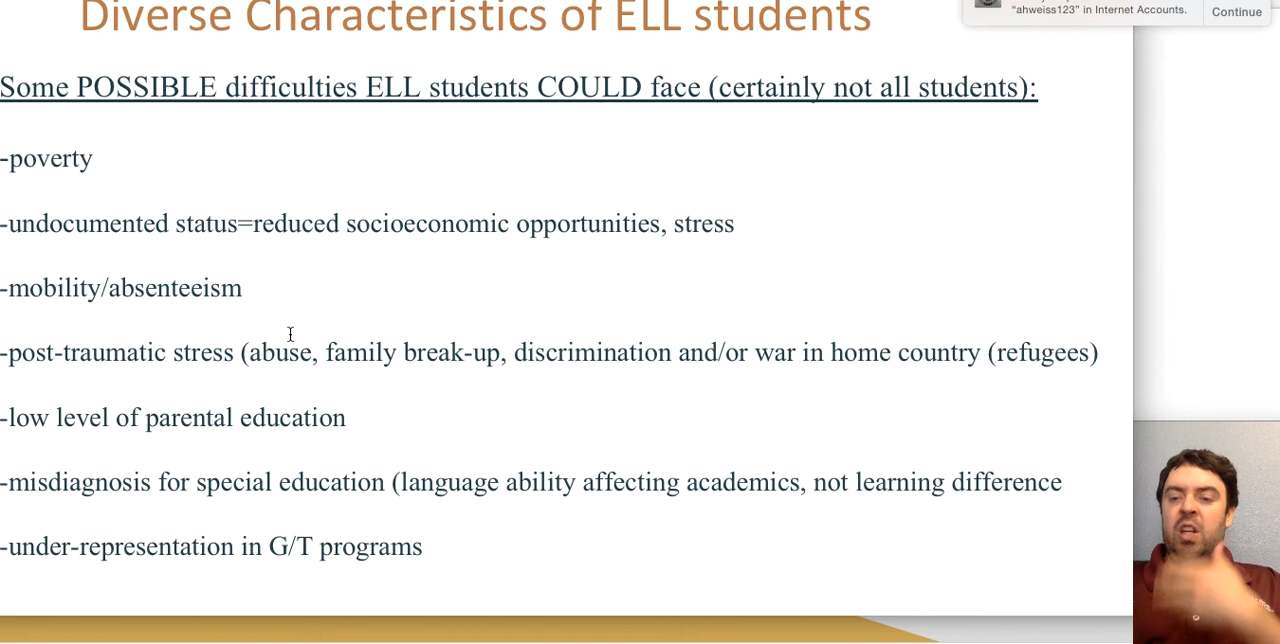 Diverse Characteristics of ELL students
"ahweiss123" in Internet Accounts.
Continue
Some POSSIBLE difficulties ELL students COULD face (certainly not all students):
-poverty
-undocumented status=reduced socioeconomic opportunities, stress
-mobility/absenteeism
-post-traumatic stress (abuse, family break-up, discrimination and/or war in home country (refugees)
-low level of parental education
-misdiagnosis for special education (language ability affecting academics, not learning difference
-under-representation in G/T programs